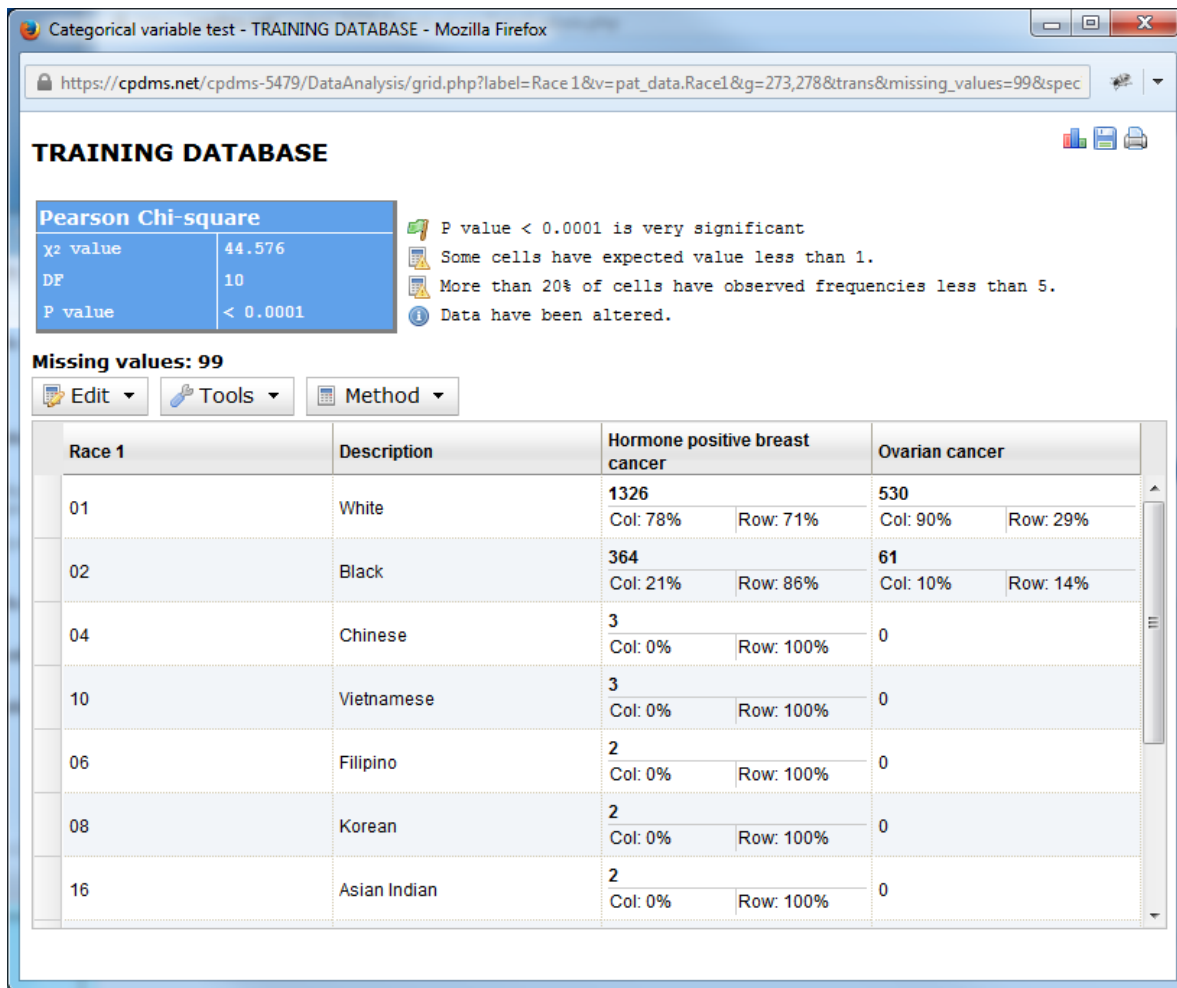 Categorical variable test - TRAINING DATABASE - Mozilla Firefox
https://cpdms.net/cpdms-5479/DataAnalysis/grid.php?label=Race 1&v=pat_data.Race1&g=273,278&trans&missing_values=99&spec
TRAINING DATABASE
Pearson Chi-square
χ2 value 44.576
DF 10
P value < 0.0001
P value < 0.0001 is very significant
Some cells have expected value less than 1.
More than 20% of cells have observed frequencies less than 5.
Data have been altered.
Missing values: 99
Edit Tools Method
Race 1 Description Hormone positive breast cancer Ovarian cancer
01 White 1326 Col: 78% Row: 71% 530 Col: 90% Row: 29%
02 Black 364 Col: 21% Row: 86% 61 Col: 10% Row: 14%
04 Chinese 3 Col: 0% Row: 100% 0
10 Vietnamese 3 Col: 0% Row: 100% 0
06 Filipino 2 Col: 0% Row: 100% 0
08 Korean 2 Col: 0% Row: 100% 0
16 Asian Indian 2 Col: 0% Row: 100% 0